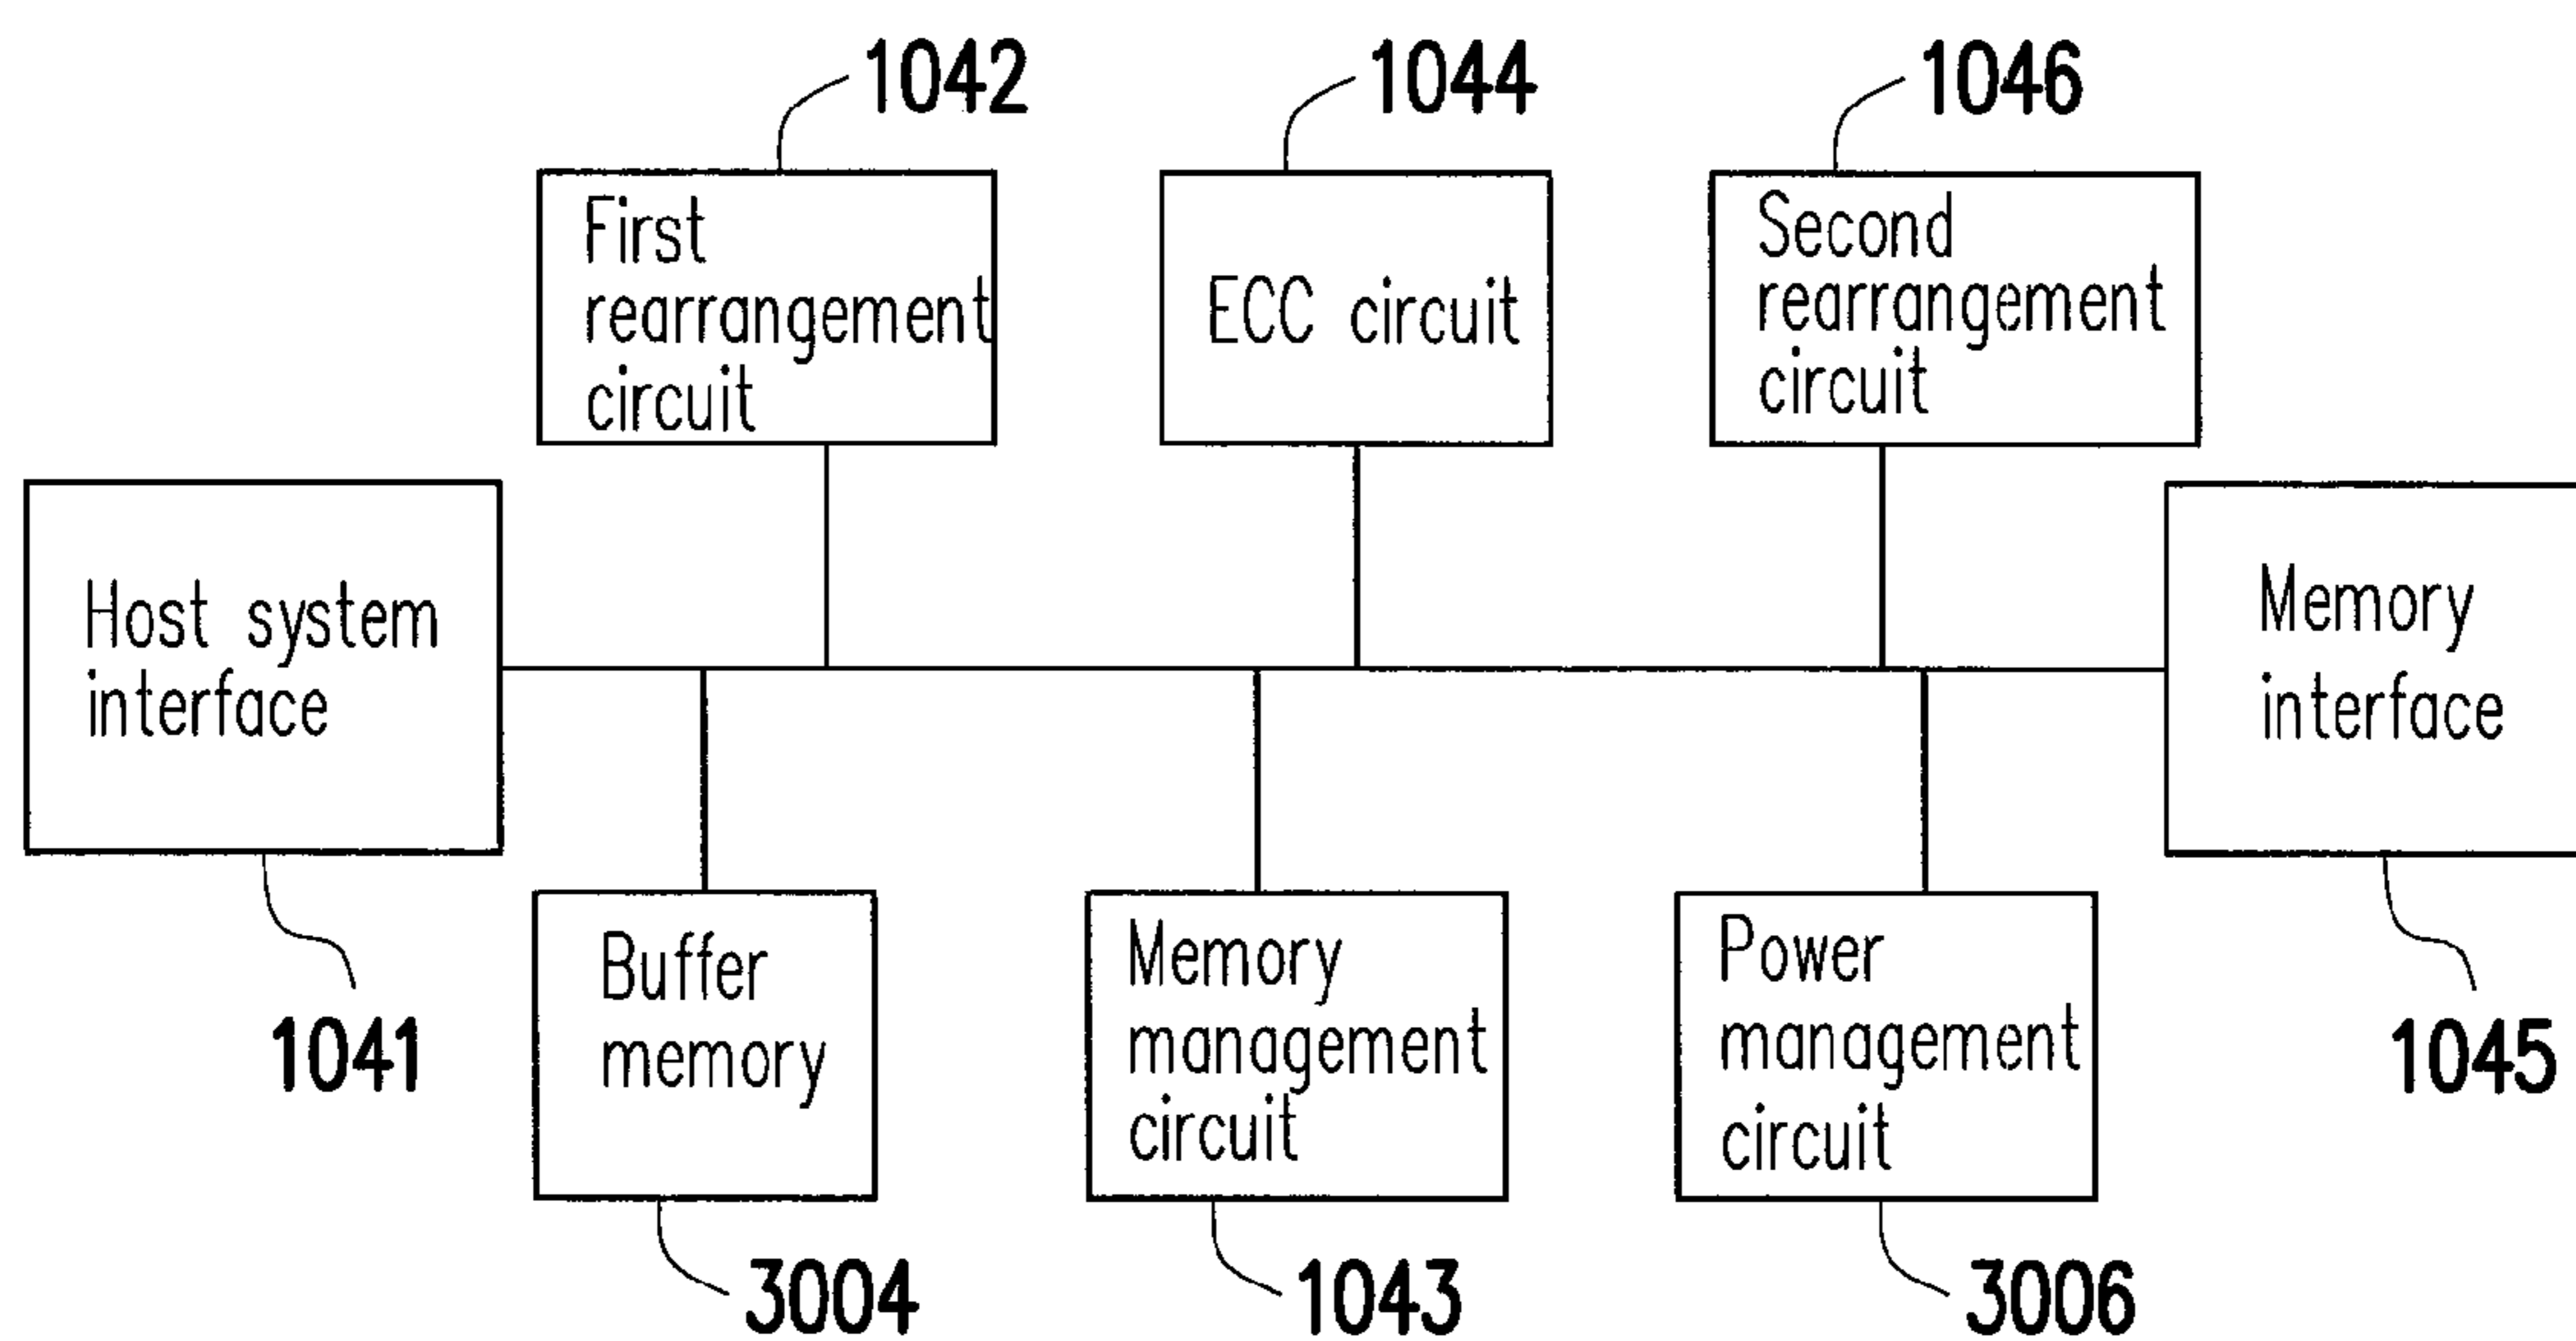 1042
1044
1046
First
rearrangement
circuit
ECC circuit
Second
rearrangement
circuit
Host system
interface
Memory
interface
1041
1045
Buffer
memory
Memory
management
circuit
Power
management
circuit
3004
1043
3006